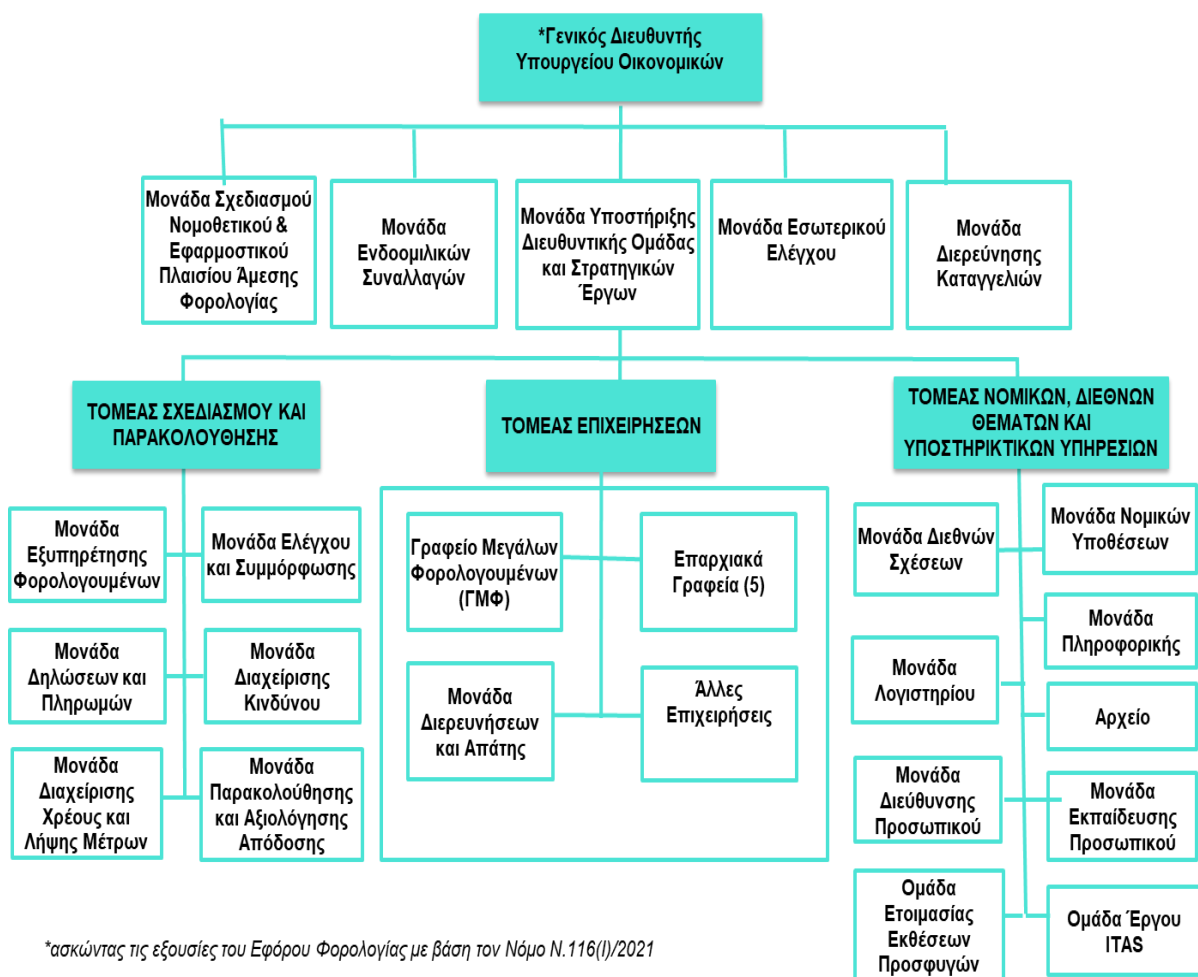 *Γενικός Διευθυντής
Υπουργείου Οικονομικών
Μονάδα Σχεδιασμού
Νομοθετικού &
Εφαρμοστικού
Πλαισίου Άμεσης
Φορολογίας
Μονάδα
Ενδοομιλικών
Συναλλαγών
Μονάδα Υποστήριξης
Διευθυντικής Ομάδας
και Στρατηγικών
Έργων
Μονάδα Εσωτερικού
Ελέγχου
Μονάδα
Διερεύνησης
Καταγγελιών
ΤΟΜΕΑΣ ΣΧΕΔΙΑΣΜΟΥ ΚΑΙ
ΠΑΡΑΚΟΛΟΥΘΗΣΗΣ
ΤΟΜΕΑΣ ΕΠΙΧΕΙΡΗΣΕΩΝ
ΤΟΜΕΑΣ ΝΟΜΙΚΩΝ, ΔΙΕΘΝΩΝ
ΘΕΜΑΤΩΝ ΚΑΙ
ΥΠΟΣΤΗΡΙΚΤΙΚΩΝ ΥΠΗΡΕΣΙΩΝ
Μονάδα
Εξυπηρέτησης
Φορολογουμένων
Μονάδα Ελέγχου
και Συμμόρφωσης
Μονάδα
Δηλώσεων και
Πληρωμών
Μονάδα
Διαχείρισης
Κινδύνου
Μονάδα
Διαχείρισης
Χρέους και
Λήψης Μέτρων
Μονάδα
Παρακολούθησης
και Αξιολόγησης
Απόδοσης
Γραφείο Μεγάλων
Φορολογουμένων
(ΓΜΦ)
Επαρχιακά
Γραφεία (5)
Μονάδα
Διερευνήσεων
και Απάτης
Άλλες
Επιχειρήσεις
Μονάδα Διεθνών
Σχέσεων
Μονάδα Νομικών
Υποθέσεων
Μονάδα
Πληροφορικής
Μονάδα
Λογιστηρίου
Αρχείο
Μονάδα
Διεύθυνσης
Προσωπικού
Μονάδα
Εκπαίδευσης
Προσωπικού
Ομάδα
Ετοιμασίας
Εκθέσεων
Προσφυγών
Ομάδα Έργου
ITAS
*ασκώντας τις εξουσίες του Εφόρου Φορολογίας με βάση τον Νόμο Ν.116(Ι)/2021